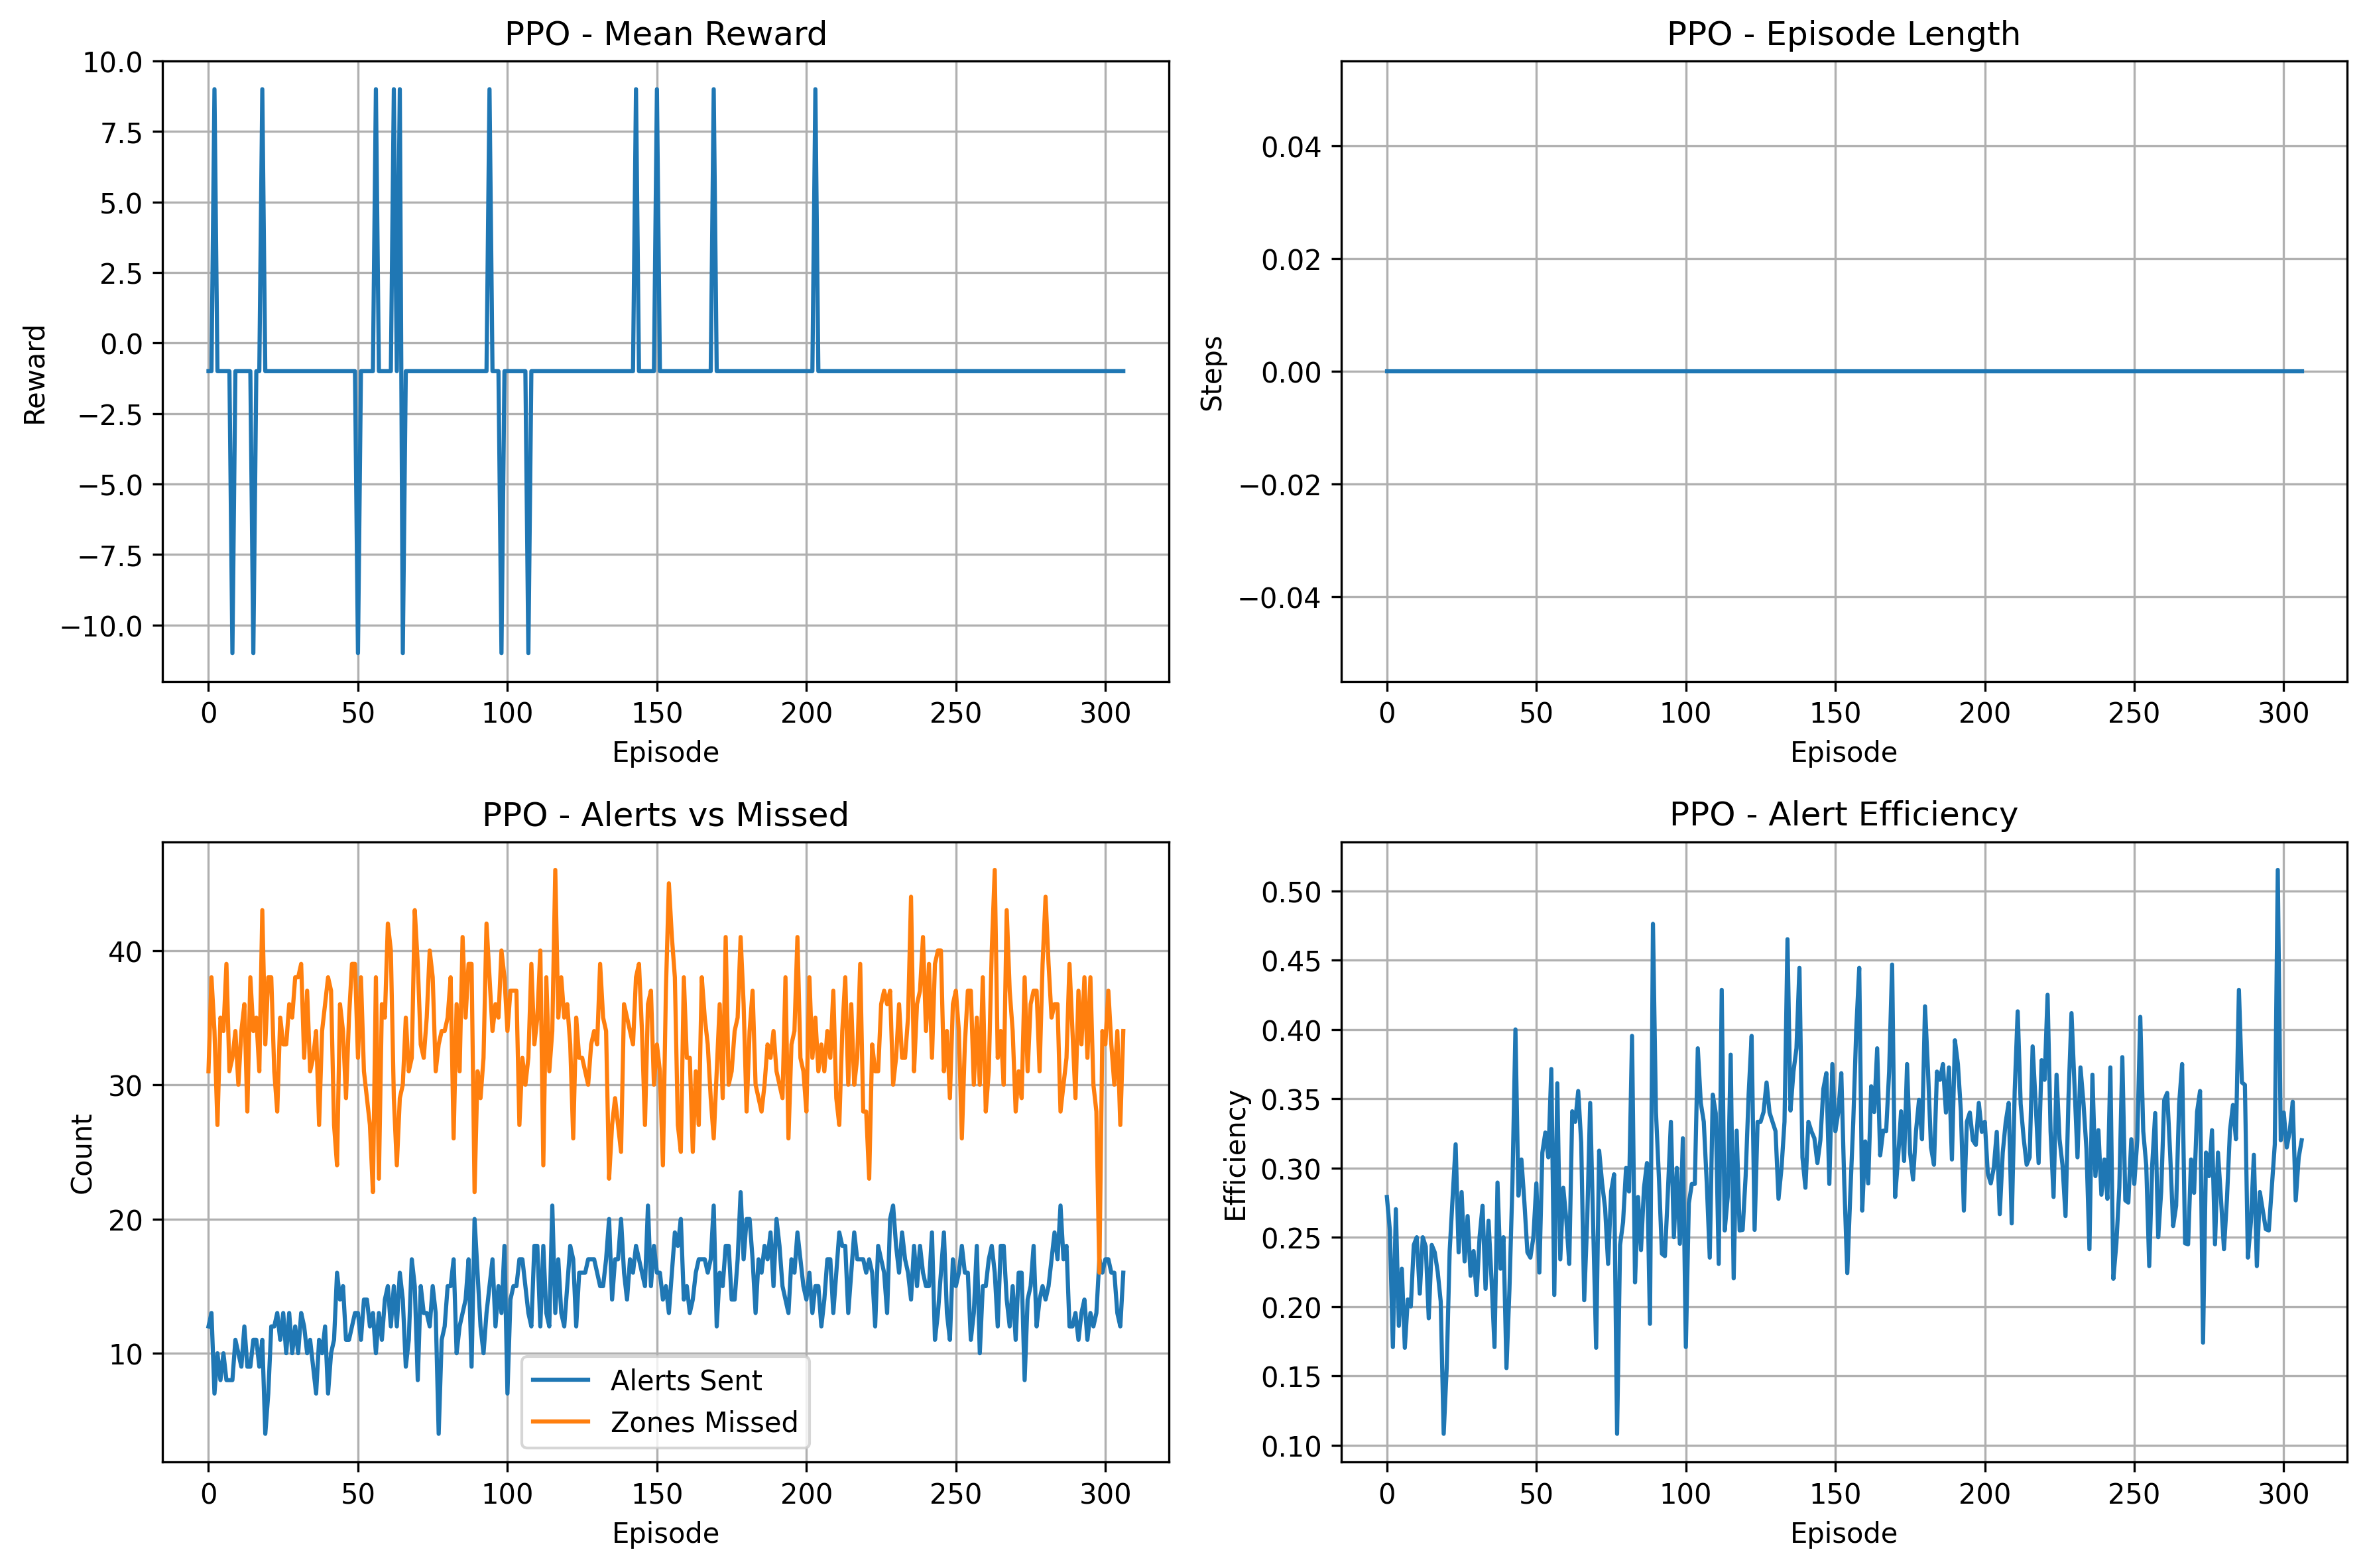 PPO - Mean Reward
10.0
7.5
5.0
2.5
0.0
−2.5
−5.0
−7.5
−10.0
Reward
0 50 100 150 200 250 300
Episode
PPO - Episode Length
0.04
0.02
0.00
−0.02
−0.04
Steps
0 50 100 150 200 250 300
Episode
PPO - Alerts vs Missed
40
30
20
10
Count
Alerts Sent
Zones Missed
0 50 100 150 200 250 300
Episode
PPO - Alert Efficiency
0.50
0.45
0.40
0.35
0.30
0.25
0.20
0.15
0.10
Efficiency
0 50 100 150 200 250 300
Episode